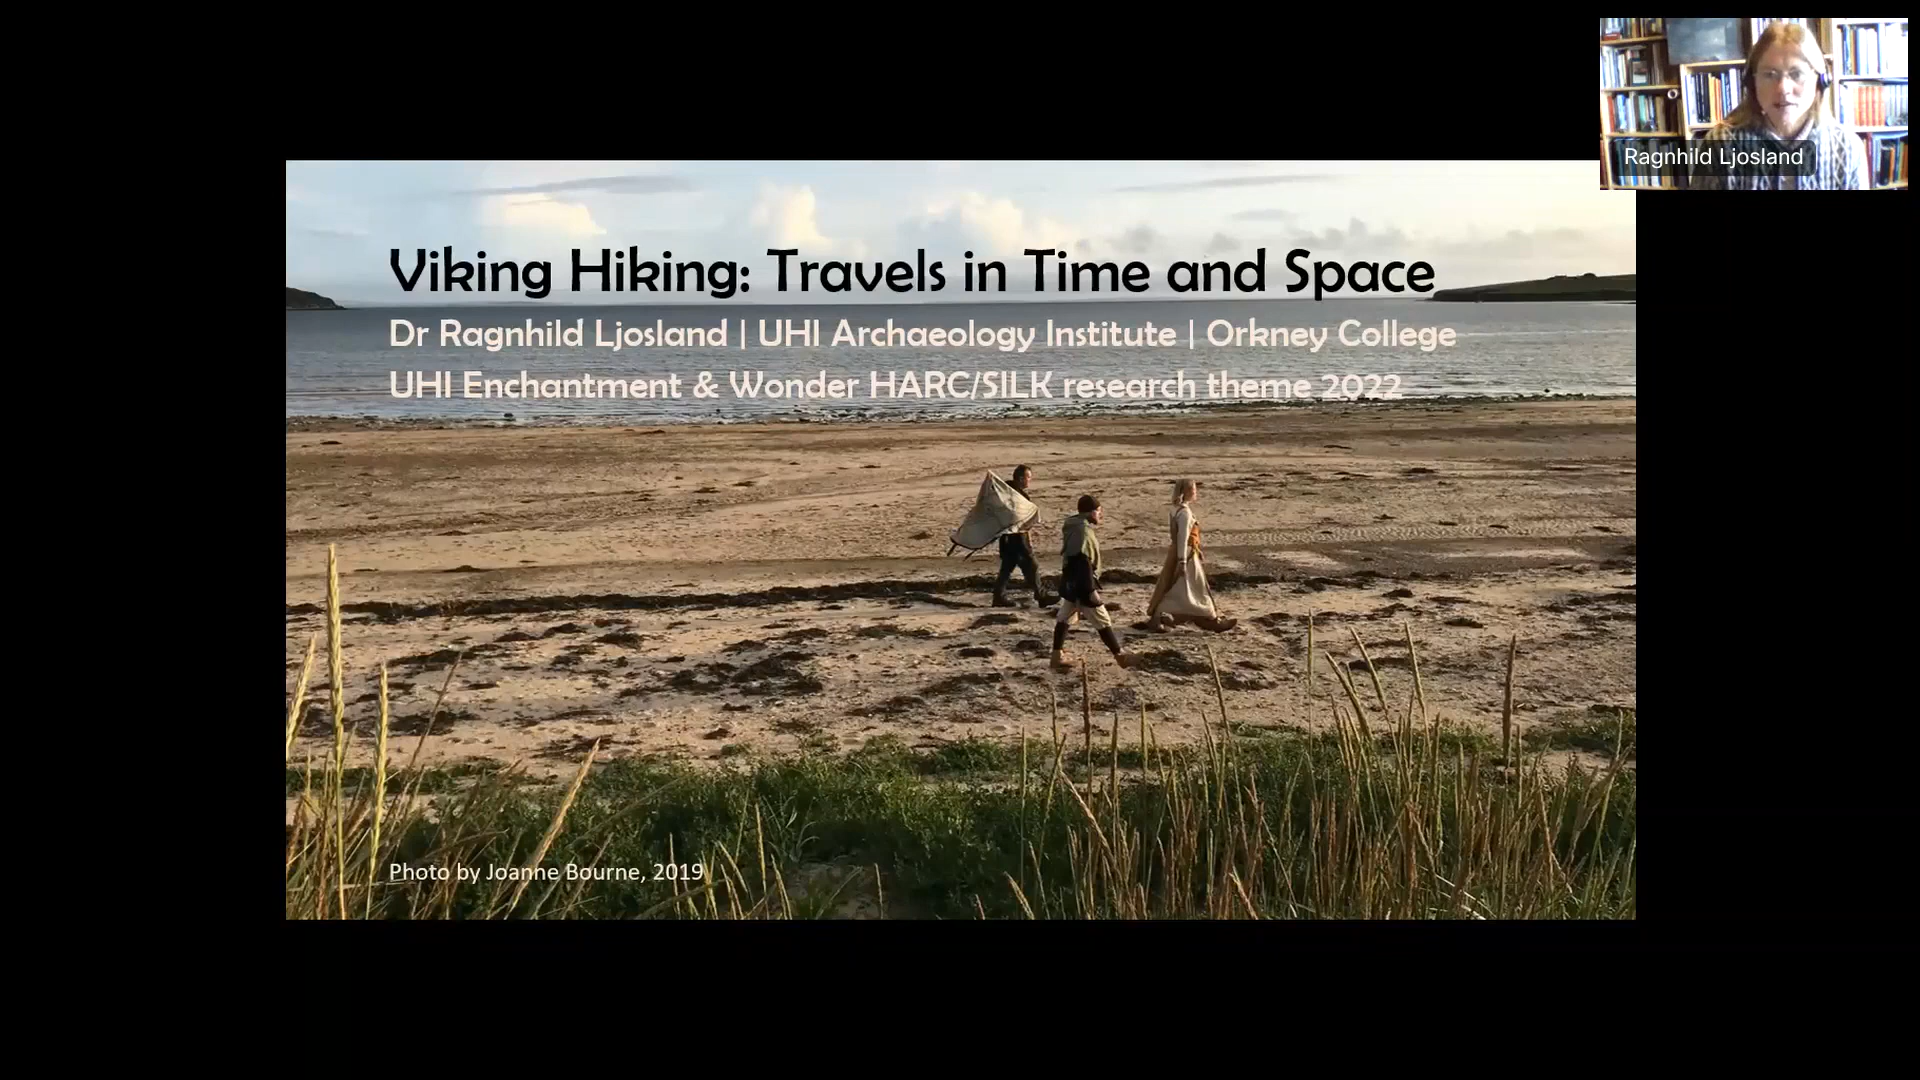 Viking Hiking: Travels in Time and Space
Dr Ragnhild Ljosland | UHI Archaeology Institute | Orkney College
UHI Enchantment & Wonder HARC/SILK research theme 2022
Photo by Joanne Bourne, 2019
Ragnhild Ljosland